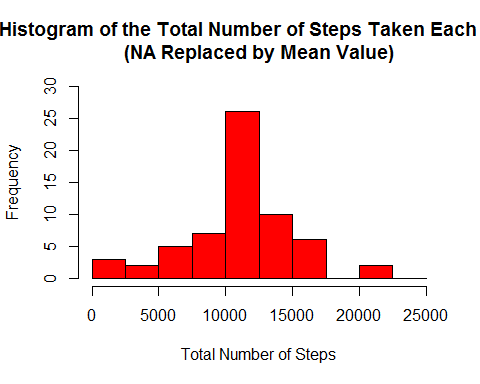 Histogram of the Total Number of Steps Taken Each
(NA Replaced by Mean Value)
30
25
20
15
10
5
0
Frequency
0 5000 10000 15000 20000 25000
Total Number of Steps